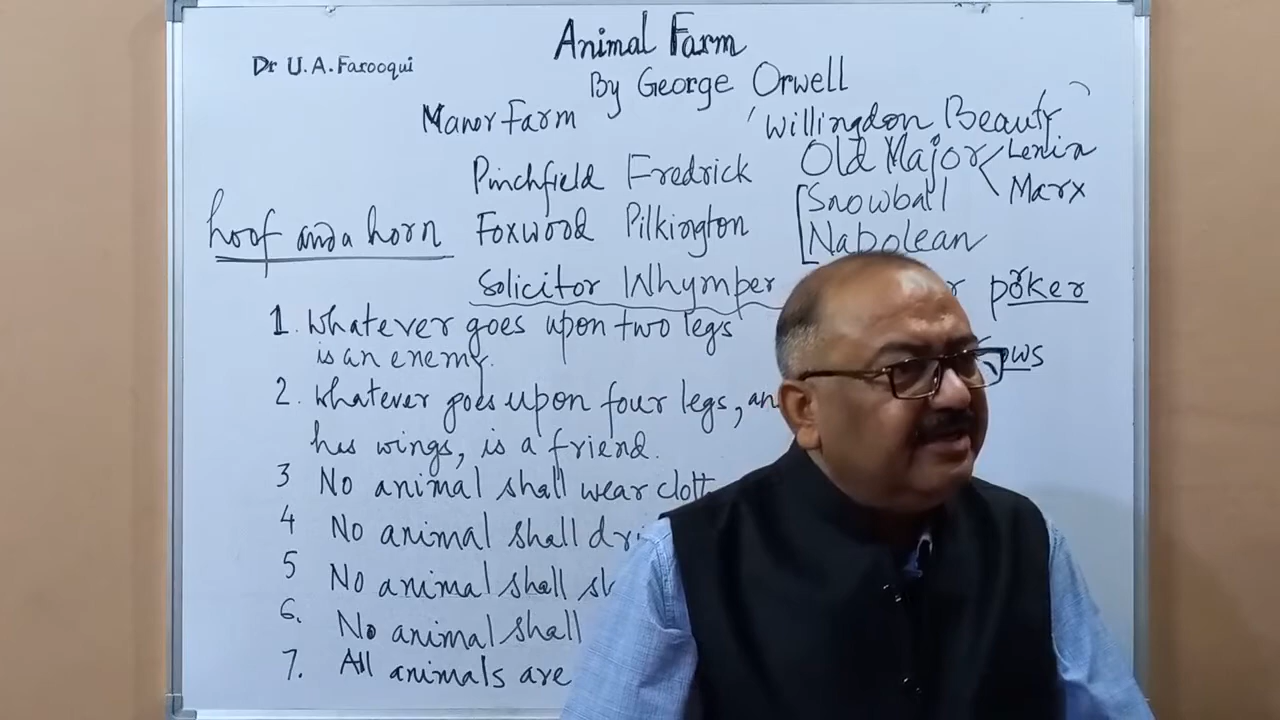 Animal Farm
Dr U.A. Farooqui
By George Orwell
Manor Farm
'Willingdon Beauty'
Old Major
Lenin
Marx
Pinchfield Fredrick
Snowball
hoof and a horn
Foxwood Pilkington
Napolean
Solicitor Whymper
poker
1. Whatever goes upon two legs
is an enemy.
2. Whatever goes upon four legs,
has wings, is a friend.
3 No animal shall wear
4 No animal shall
5 No animal shall
6. No animal shall
7. All animals are